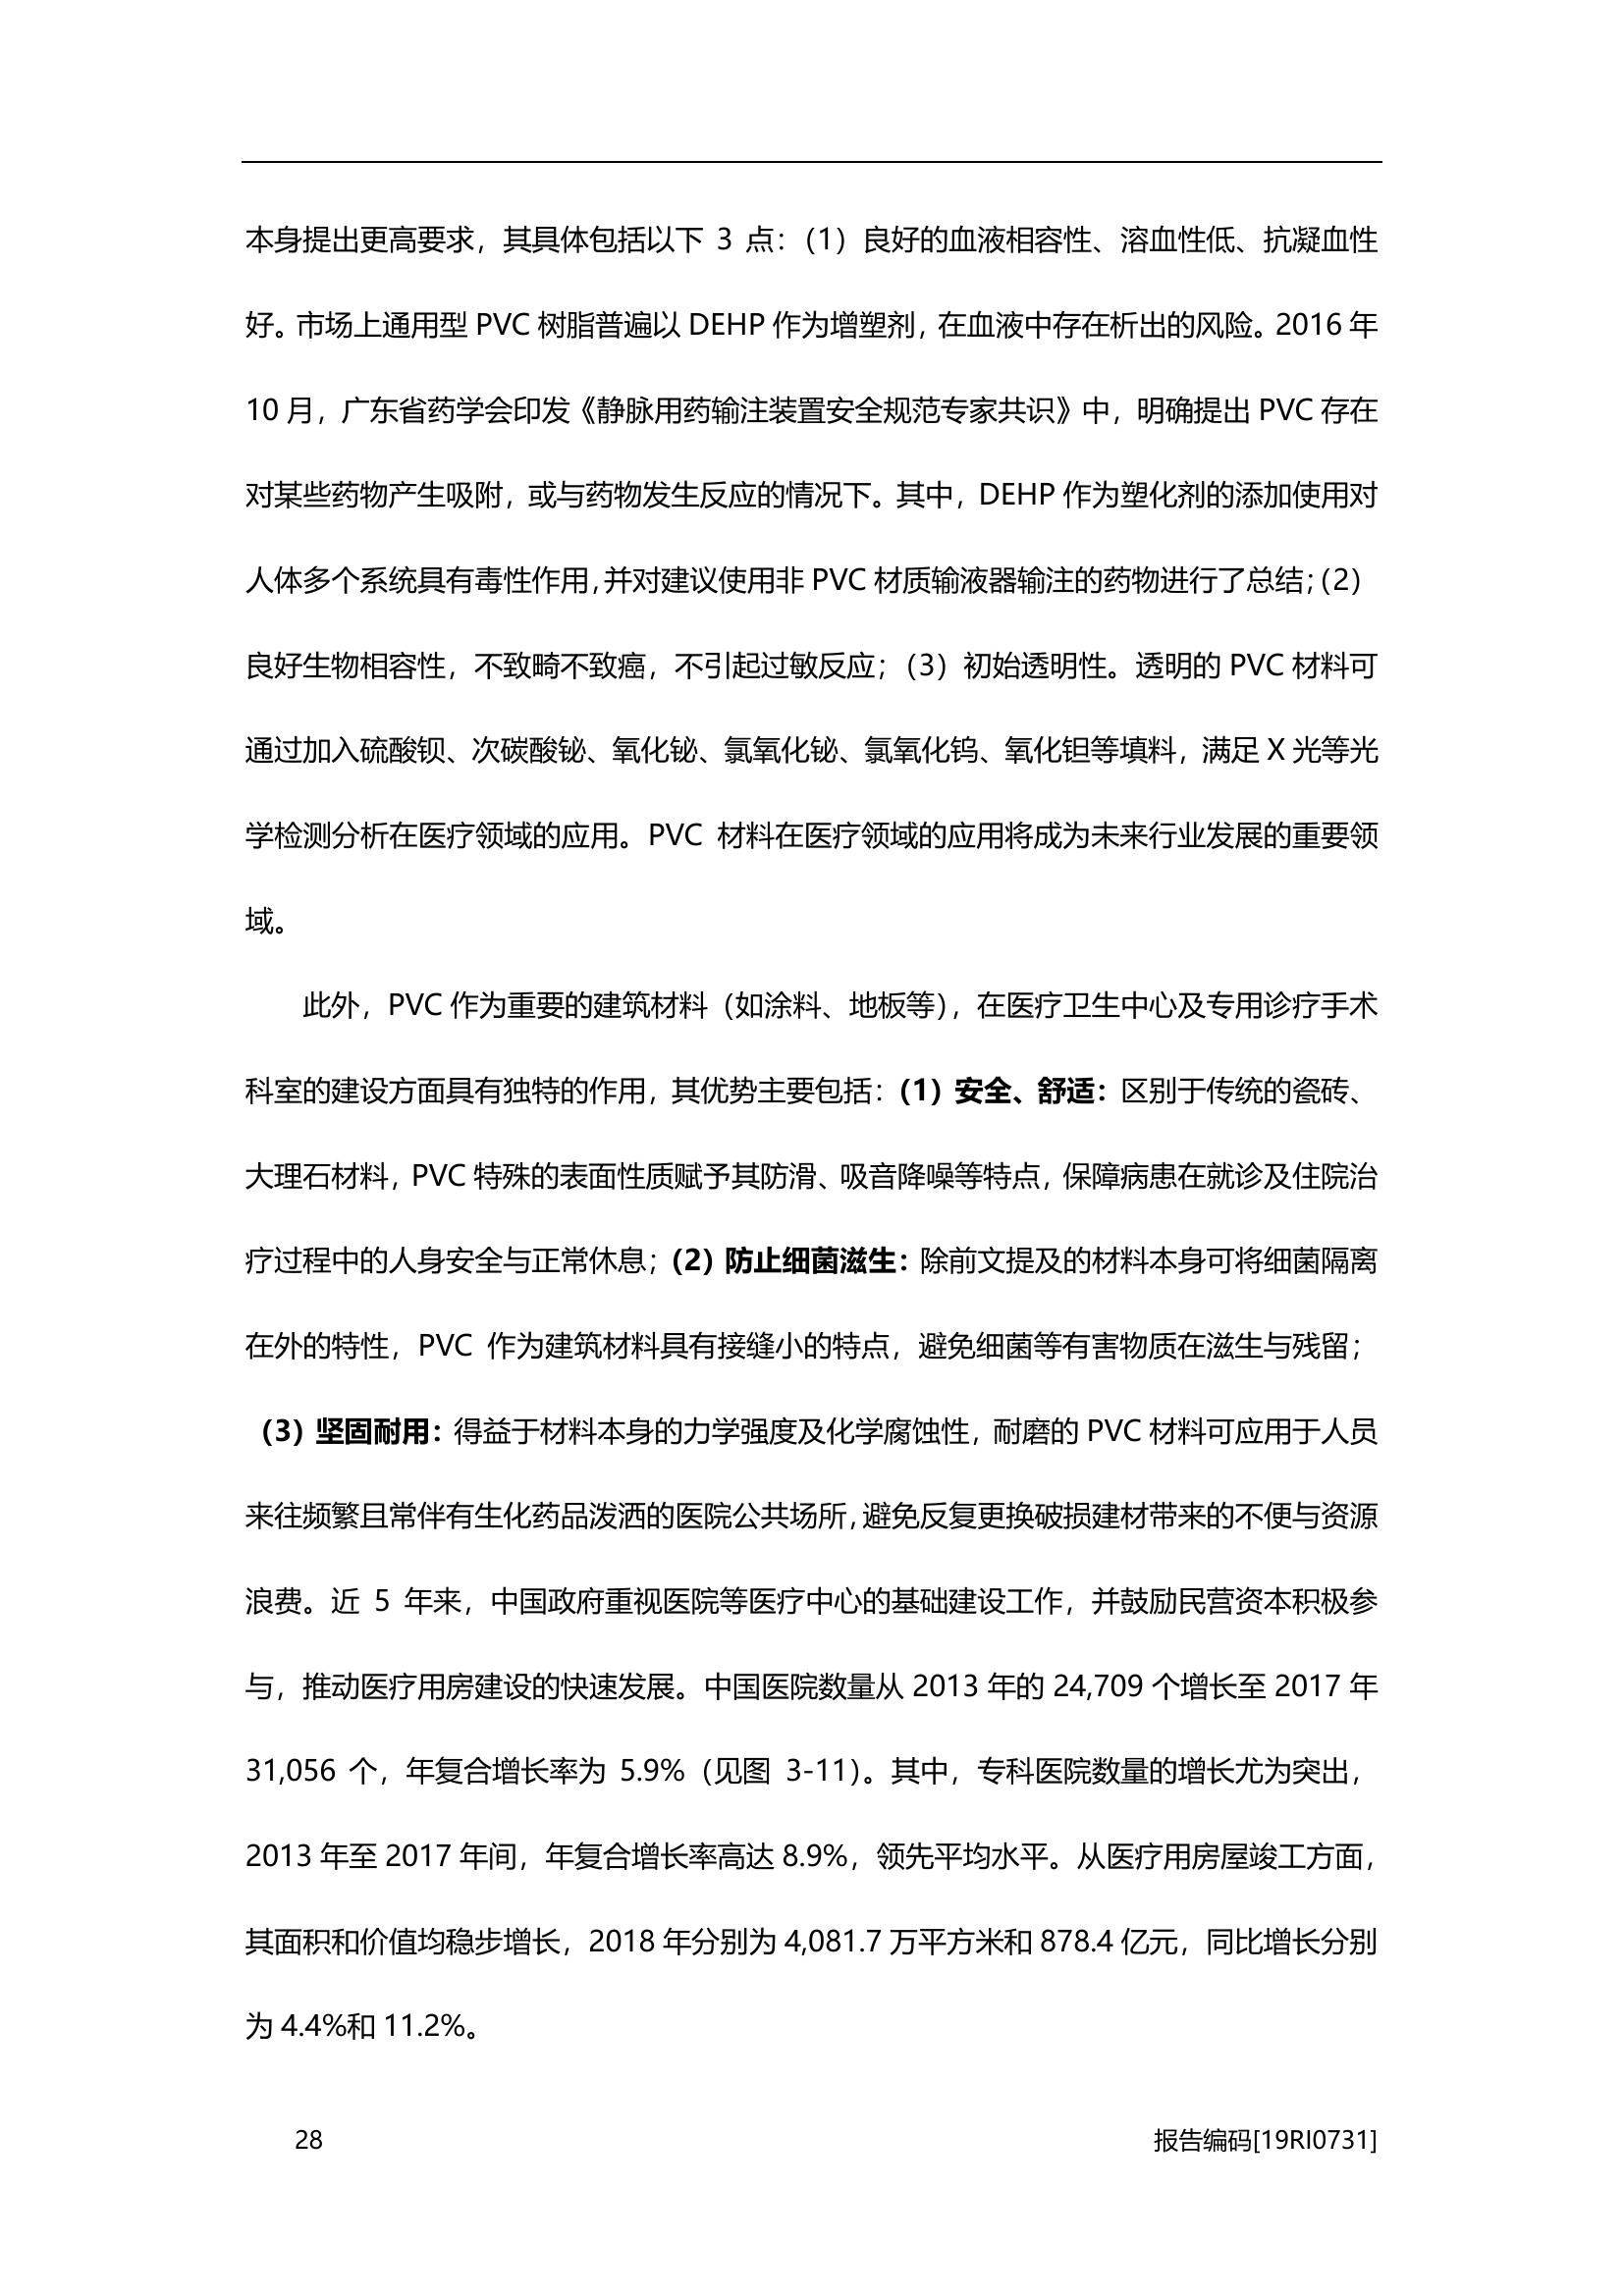 本身提出更高要求，其具体包括以下 3 点：（1）良好的血液相容性、溶血性低、抗凝血性
好。市场上通用型 PVC 树脂普遍以 DEHP 作为增塑剂，在血液中存在析出的风险。2016 年
10 月，广东省药学会印发《静脉用药输注装置安全规范专家共识》中，明确提出 PVC 存在
对某些药物产生吸附，或与药物发生反应的情况下。其中，DEHP 作为塑化剂的添加使用对
人体多个系统具有毒性作用，并对建议使用非 PVC 材质输液器输注的药物进行了总结；（2）
良好生物相容性，不致畸不致癌，不引起过敏反应；（3）初始透明性。透明的 PVC 材料可
通过加入硫酸钡、次碳酸铋、氧化铋、氯氧化铋、氯氧化钨、氧化钽等填料，满足 X 光等光
学检测分析在医疗领域的应用。PVC 材料在医疗领域的应用将成为未来行业发展的重要领
域。
此外，PVC 作为重要的建筑材料（如涂料、地板等），在医疗卫生中心及专用诊疗手术
科室的建设方面具有独特的作用，其优势主要包括：（1）安全、舒适：区别于传统的瓷砖、
大理石材料，PVC 特殊的表面性质赋予其防滑、吸音降噪等特点，保障病患在就诊及住院治
疗过程中的人身安全与正常休息；（2）防止细菌滋生：除前文提及的材料本身可将细菌隔离
在外的特性，PVC 作为建筑材料具有接缝小的特点，避免细菌等有害物质在滋生与残留；
（3）坚固耐用：得益于材料本身的力学强度及化学腐蚀性，耐磨的 PVC 材料可应用于人员
来往频繁且常伴有生化药品泼洒的医院公共场所，避免反复更换破损建材带来的不便与资源
浪费。近 5 年来，中国政府重视医院等医疗中心的基础建设工作，并鼓励民营资本积极参
与，推动医疗用房建设的快速发展。中国医院数量从 2013 年的 24,709 个增长至 2017 年
31,056 个，年复合增长率为 5.9%（见图 3-11）。其中，专科医院数量的增长尤为突出，
2013 年至 2017 年间，年复合增长率高达 8.9%，领先平均水平。从医疗用房屋竣工方面，
其面积和价值均稳步增长，2018 年分别为 4,081.7 万平方米和 878.4 亿元，同比增长分别
为 4.4%和 11.2%。
28 报告编码[19RI0731]